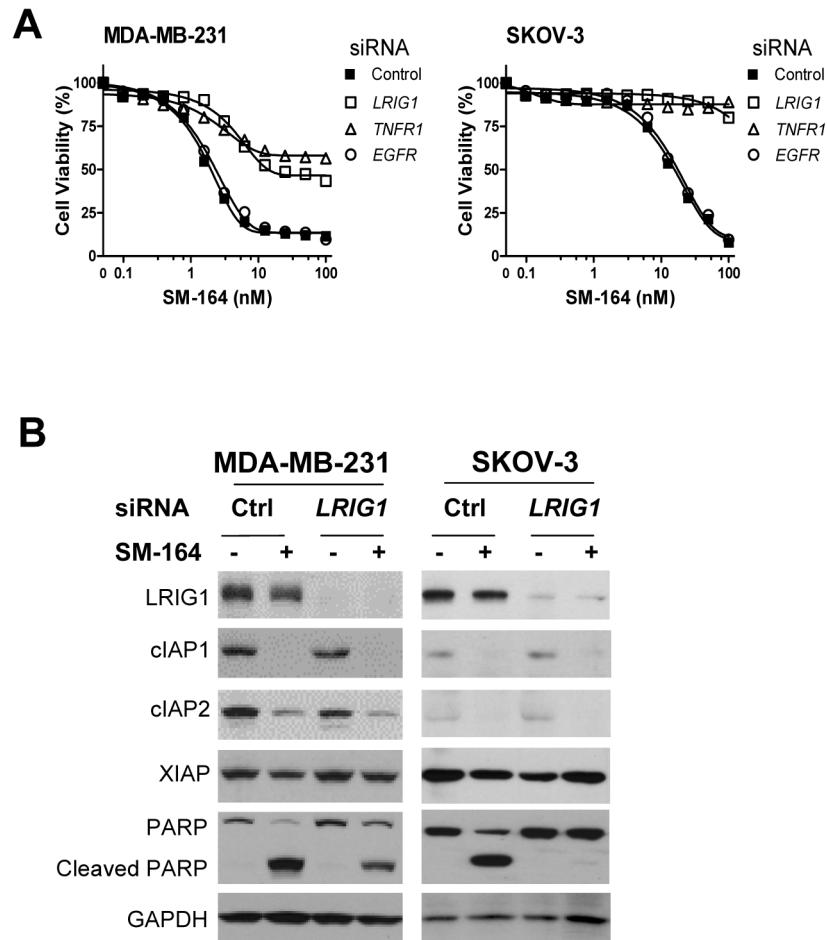 A
MDA-MB-231
siRNA
Control
LRIG1
TNFR1
EGFR
Cell Viability (%)
100
75
50
25
0
0 0.1 1 10 100
SM-164 (nM)
SKOV-3
siRNA
Control
LRIG1
TNFR1
EGFR
Cell Viability (%)
100
75
50
25
0
0 0.1 1 10 100
SM-164 (nM)
B
MDA-MB-231 SKOV-3
siRNA Ctrl LRIG1 Ctrl LRIG1
SM-164 - + - + - + - +
LRIG1
cIAP1
cIAP2
XIAP
PARP
Cleaved PARP
GAPDH